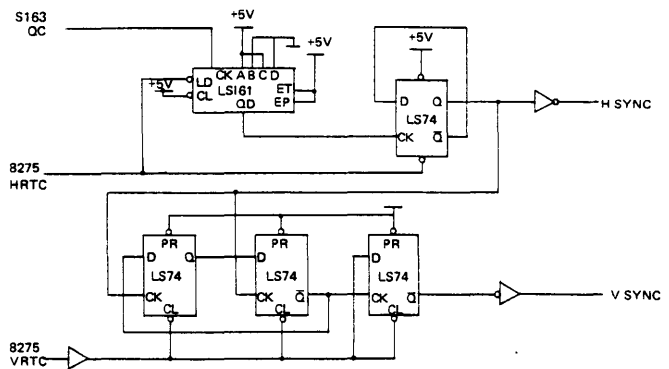 S163
QC
+5V
+5V
+5V
CK A B C D
LD
LS161
ET
+5V
CL
EP
QD
D
Q
LS74
CK
Q
H SYNC
8275
HRTC
PR
D
Q
LS74
CK
CL
PR
D
LS74
CK
Q
CL
PR
D
LS74
CK
Q
CL
V SYNC
8275
VRTC